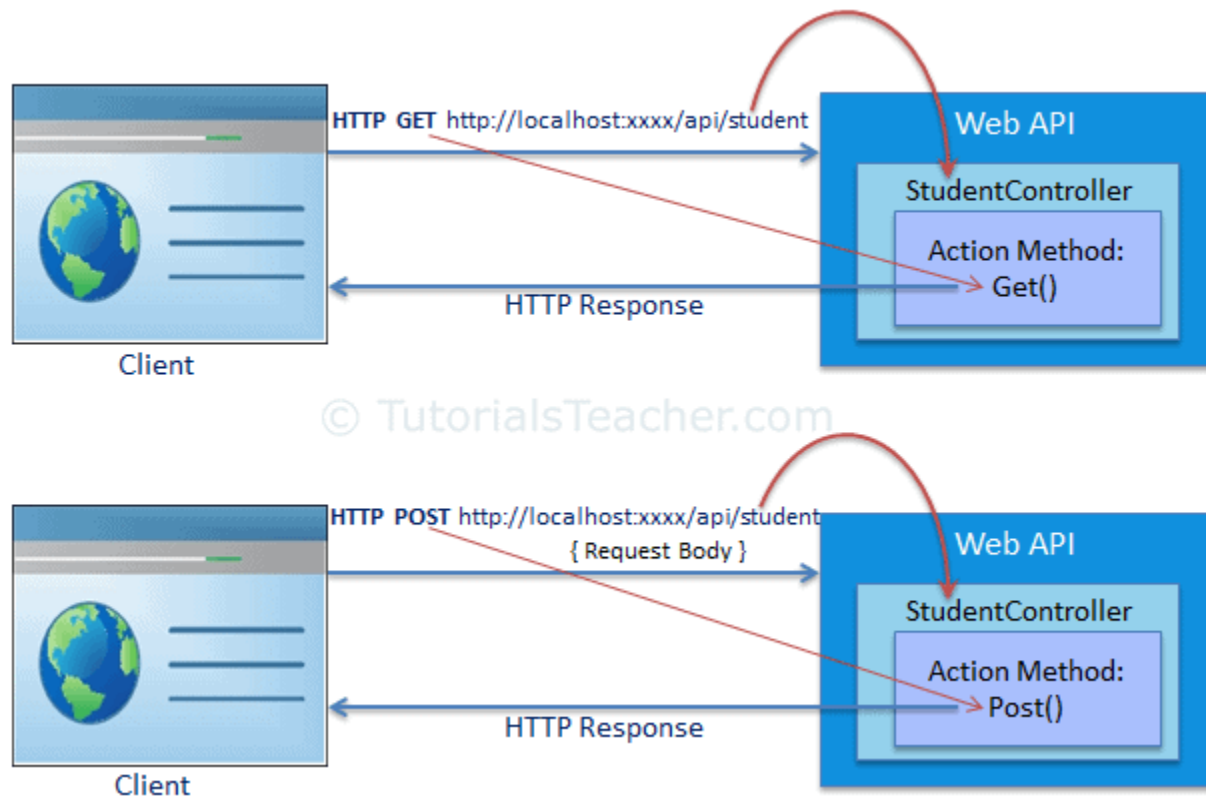 HTTP GET http://localhost:xxxx/api/student
Web API
StudentController
Action Method:
Get()
HTTP Response
Client
© TutorialsTeacher.com
HTTP POST http://localhost:xxxx/api/student
{ Request Body }
Web API
StudentController
Action Method:
Post()
HTTP Response
Client